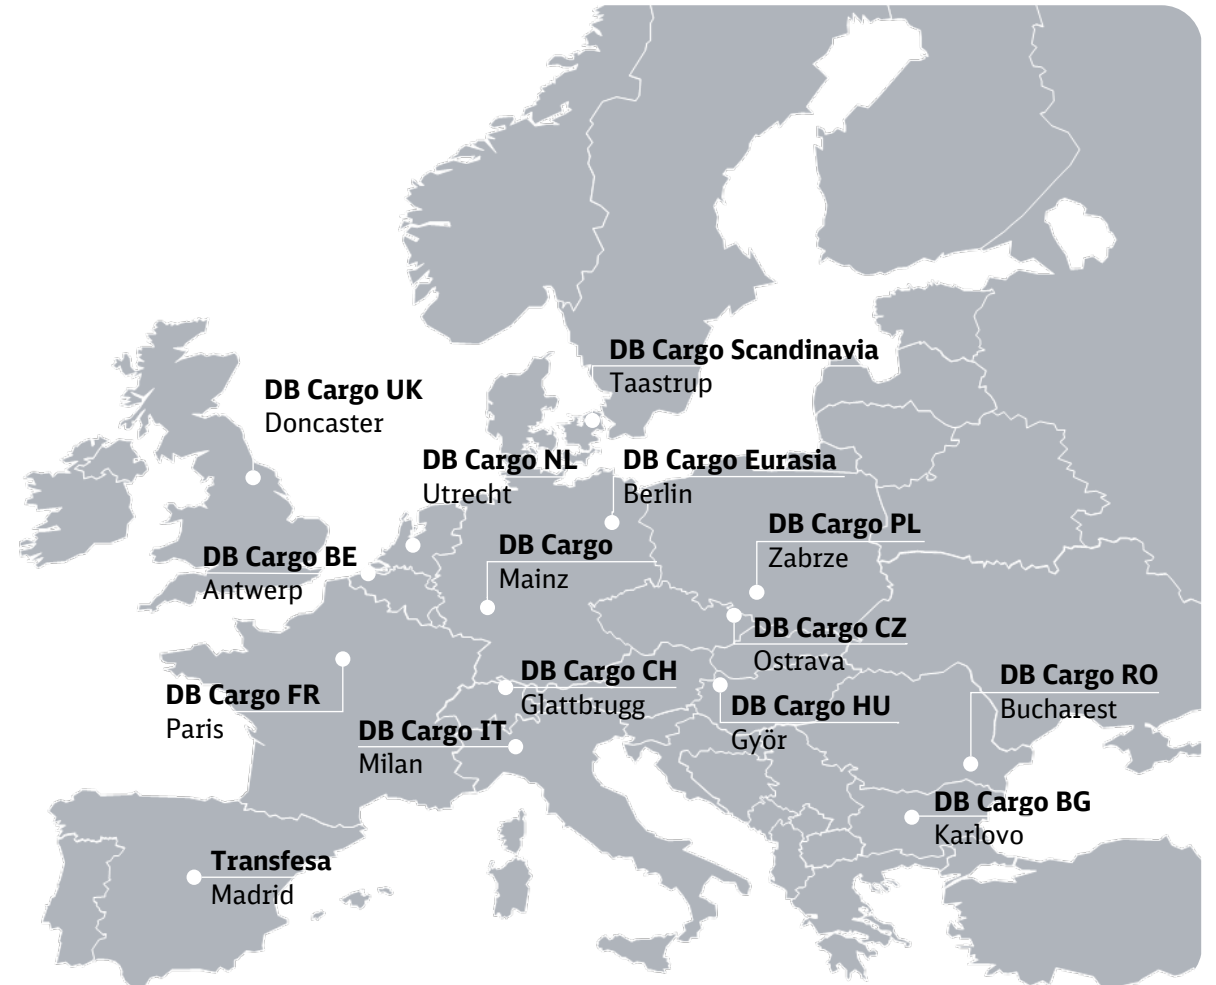 DB Cargo Scandinavia
Taastrup
DB Cargo UK
Doncaster
DB Cargo NL
Utrecht
DB Cargo Eurasia
Berlin
DB Cargo PL
Zabrze
DB Cargo
Mainz
DB Cargo BE
Antwerp
DB Cargo CZ
Ostrava
DB Cargo CH
Glattbrugg
DB Cargo RO
Bucharest
DB Cargo FR
Paris
DB Cargo HU
Györ
DB Cargo IT
Milan
DB Cargo BG
Karlovo
Transfesa
Madrid